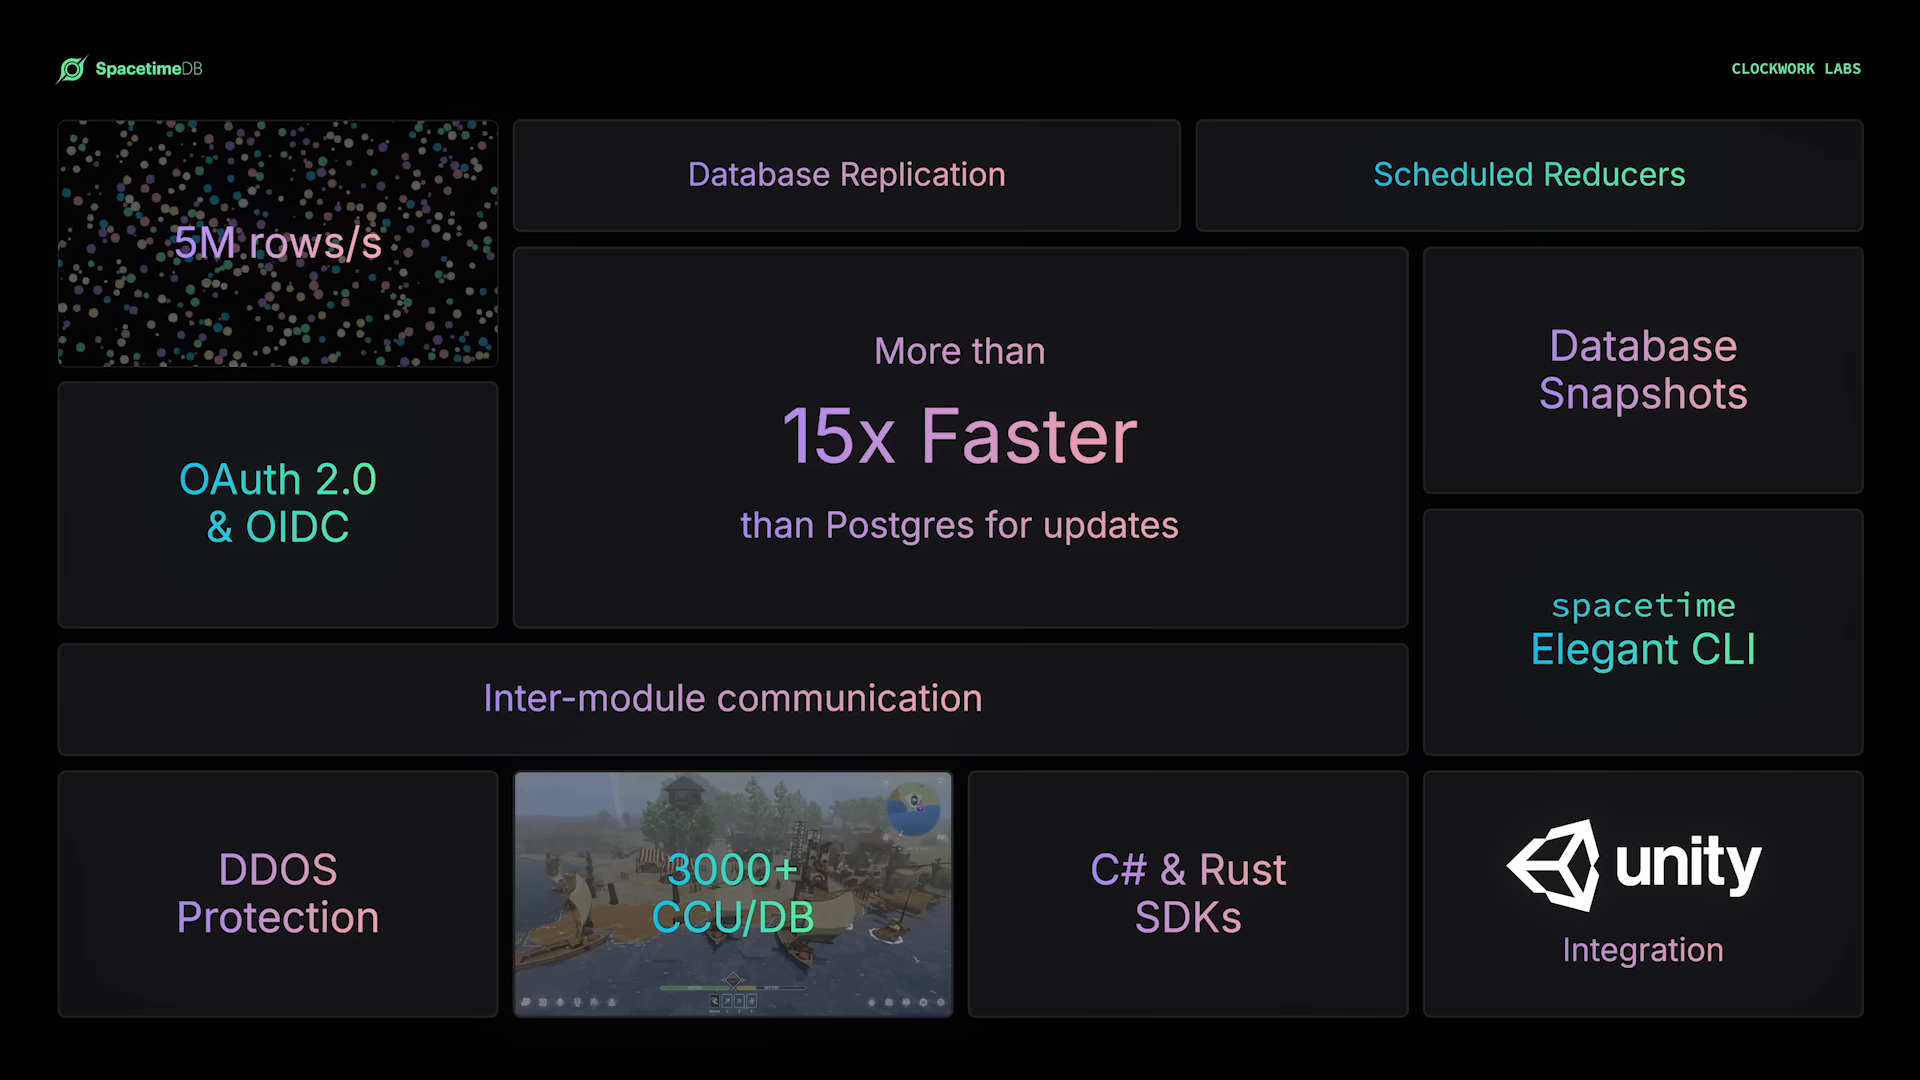 SpacetimeDB
CLOCKWORK LABS
5M rows/s
Database Replication
Scheduled Reducers
More than
15x Faster
than Postgres for updates
Database
Snapshots
OAuth 2.0
& OIDC
spacetime
Elegant CLI
Inter-module communication
DDOS
Protection
3000+
CCU/DB
C# & Rust
SDKs
unity
Integration